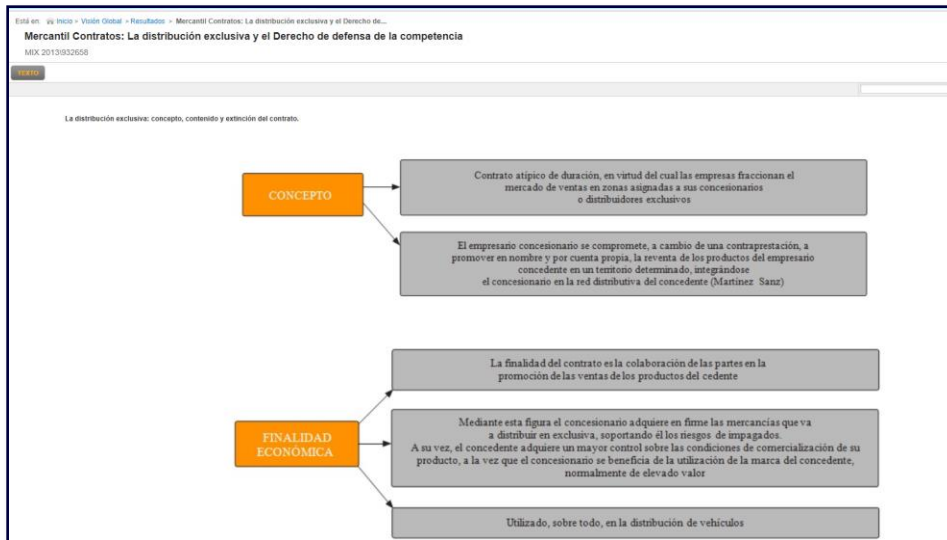 Está en: Inicio > Visión Global > Resultados > Mercantil Contratos: La distribución exclusiva y el Derecho de...
Mercantil Contratos: La distribución exclusiva y el Derecho de defensa de la competencia
MIX 2013\932658
TEXTO
La distribución exclusiva: concepto, contenido y extinción del contrato.
CONCEPTO
Contrato atípico de duración, en virtud del cual las empresas fraccionan el
mercado de ventas en zonas asignadas a sus concesionarios
o distribuidores exclusivos
El empresario concesionario se compromete, a cambio de una contraprestación, a
promover en nombre y por cuenta propia, la reventa de los productos del empresario
concedente en un territorio determinado, integrándose
el concesionario en la red distributiva del concedente (Martínez Sanz)
FINALIDAD
ECONÓMICA
La finalidad del contrato es la colaboración de las partes en la
promoción de las ventas de los productos del cedente
Mediante esta figura el concesionario adquiere en firme las mercancías que va
a distribuir en exclusiva, soportando él los riesgos de impagados.
A su vez, el concedente adquiere un mayor control sobre las condiciones de comercialización de su
producto, a la vez que el concesionario se beneficia de la utilización de la marca del concedente,
normalmente de elevado valor
Utilizado, sobre todo, en la distribución de vehículos